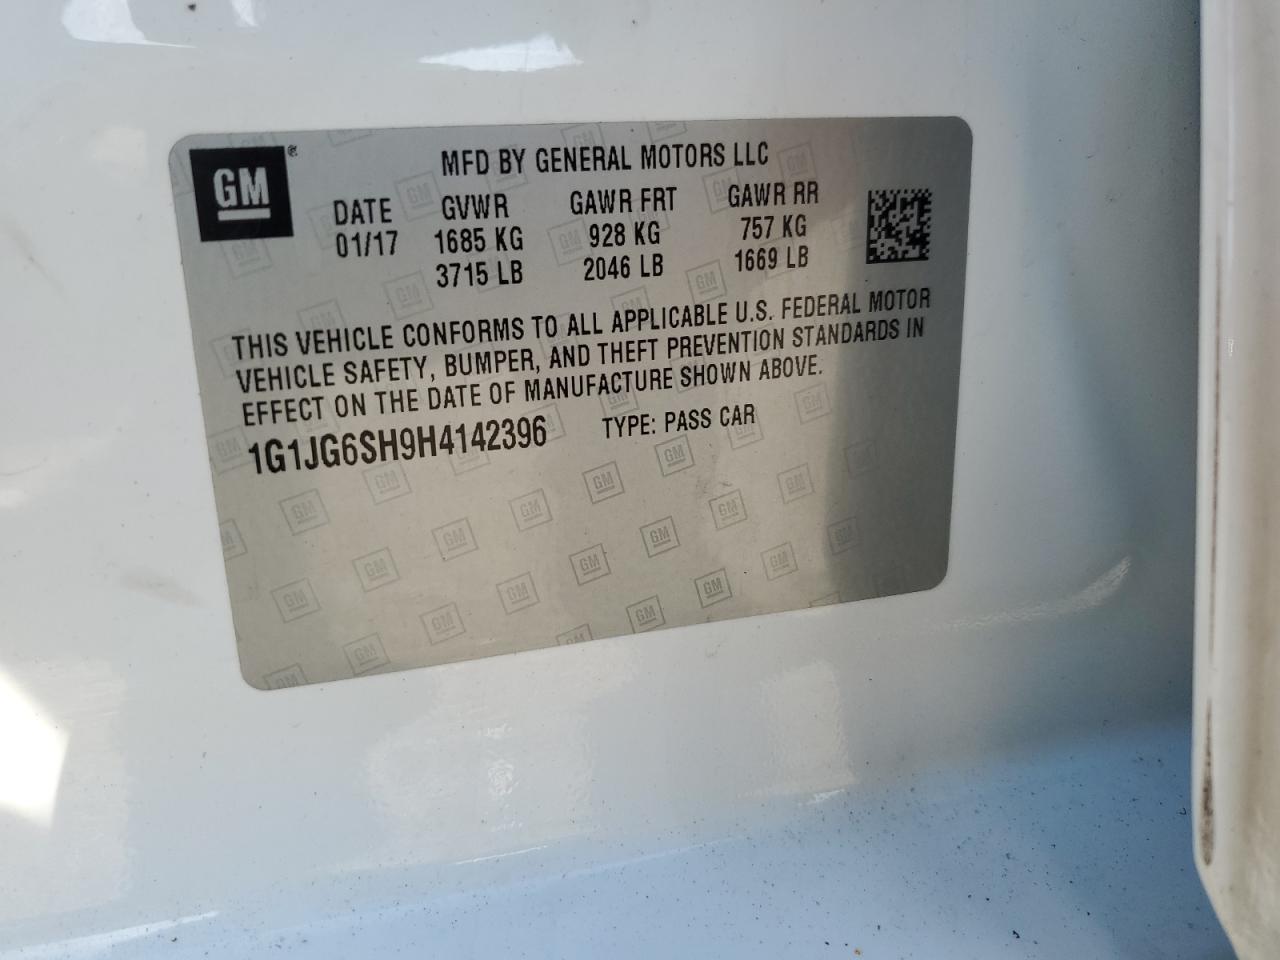 GM®
MFD BY GENERAL MOTORS LLC
DATE GVWR GAWR FRT GAWR RR
01/17 1685 KG 928 KG 757 KG
3715 LB 2046 LB 1669 LB
THIS VEHICLE CONFORMS TO ALL APPLICABLE U.S. FEDERAL MOTOR
VEHICLE SAFETY, BUMPER, AND THEFT PREVENTION STANDARDS IN
EFFECT ON THE DATE OF MANUFACTURE SHOWN ABOVE.
1G1JG6SH9H4142396 TYPE: PASS CAR